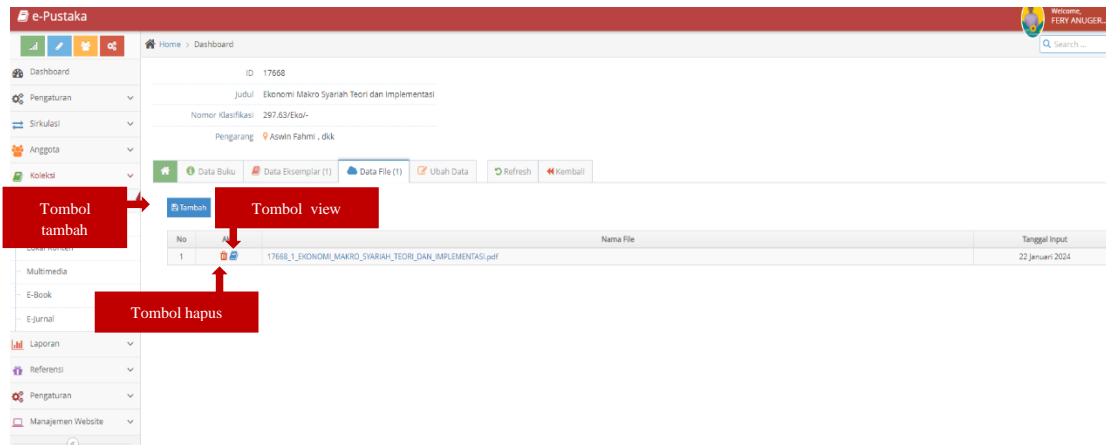 e-Pustaka
Welcome,
FERY ANUGER...
Home > Dashboard
Search ...
Dashboard
Pengaturan
Sirkulasi
Anggota
Koleksi
Lokal Konten
Multimedia
E-Book
E-Jurnal
Laporan
Referensi
Pengaturan
Manajemen Website
ID 17668
Judul Ekonomi Makro Syariah Teori dan Implementasi
Nomor Klasifikasi 297.63/Eko/-
Pengarang Aswin Fahmi , dkk
Data Buku Data Eksemplar (1) Data File (1) Ubah Data Refresh Kembali
Tombol
tambah
Tambah
Tombol view
No Nama File Tanggal Input
1 17668_1_EKONOMI_MAKRO_SYARIAH_TEORI_DAN_IMPLEMENTASI.pdf 22 Januari 2024
Tombol hapus